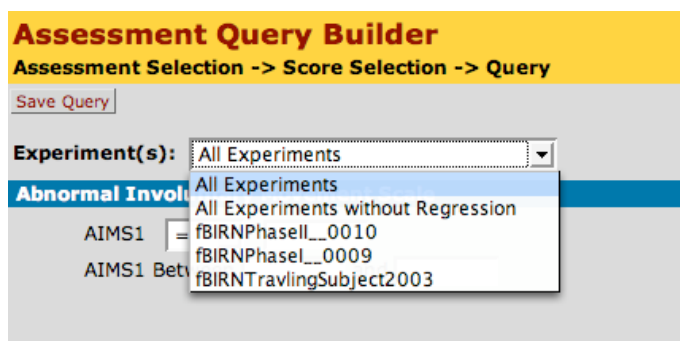 Assessment Query Builder
Assessment Selection -> Score Selection -> Query
Save Query
Experiment(s): All Experiments
All Experiments
Abnormal Invol
All Experiments without Regression
AIMS1 =
fBIRNPhaseII__0010
fBIRNPhaseI__0009
AIMS1 Betw
fBIRNTravlingSubject2003